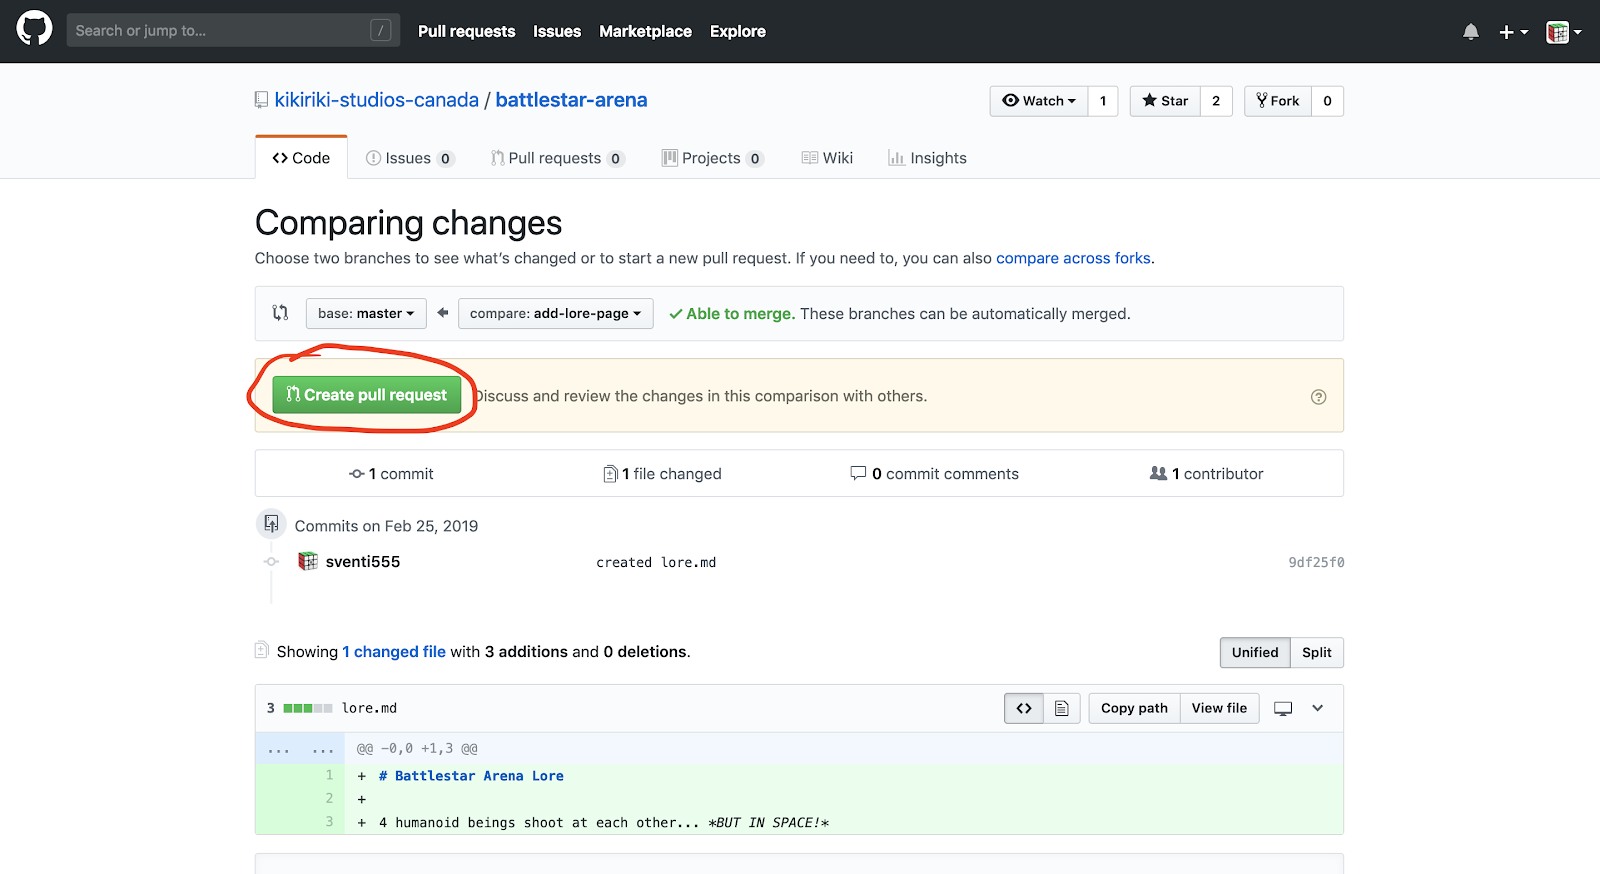 Search or jump to... / Pull requests Issues Marketplace Explore
kikiriki-studios-canada / battlestar-arena Watch 1 Star 2 Fork 0
Code Issues 0 Pull requests 0 Projects 0 Wiki Insights
Comparing changes
Choose two branches to see what's changed or to start a new pull request. If you need to, you can also compare across forks.
base: master compare: add-lore-page Able to merge. These branches can be automatically merged.
Create pull request Discuss and review the changes in this comparison with others. ?
1 commit 1 file changed 0 commit comments 1 contributor
Commits on Feb 25, 2019
sventi555 created lore.md 9df25f0
Showing 1 changed file with 3 additions and 0 deletions. Unified Split
3 lore.md <> Copy path View file
... ... @@ -0,0 +1,3 @@
1 + # Battlestar Arena Lore
2 +
3 + 4 humanoid beings shoot at each other... *BUT IN SPACE!*